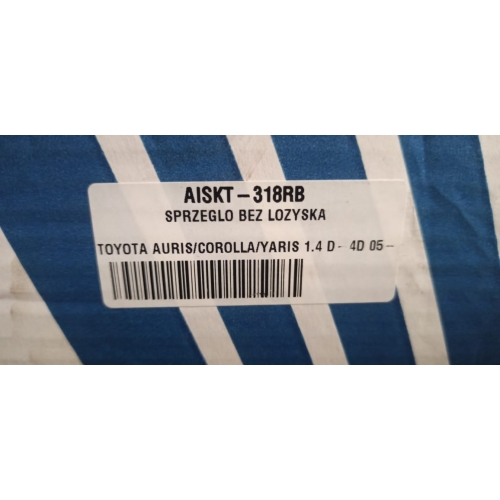 AISKT-318RB
SPRZEGLO BEZ LOZYSKA
TOYOTA AURIS/COROLLA/YARIS 1.4 D- 4D 05-